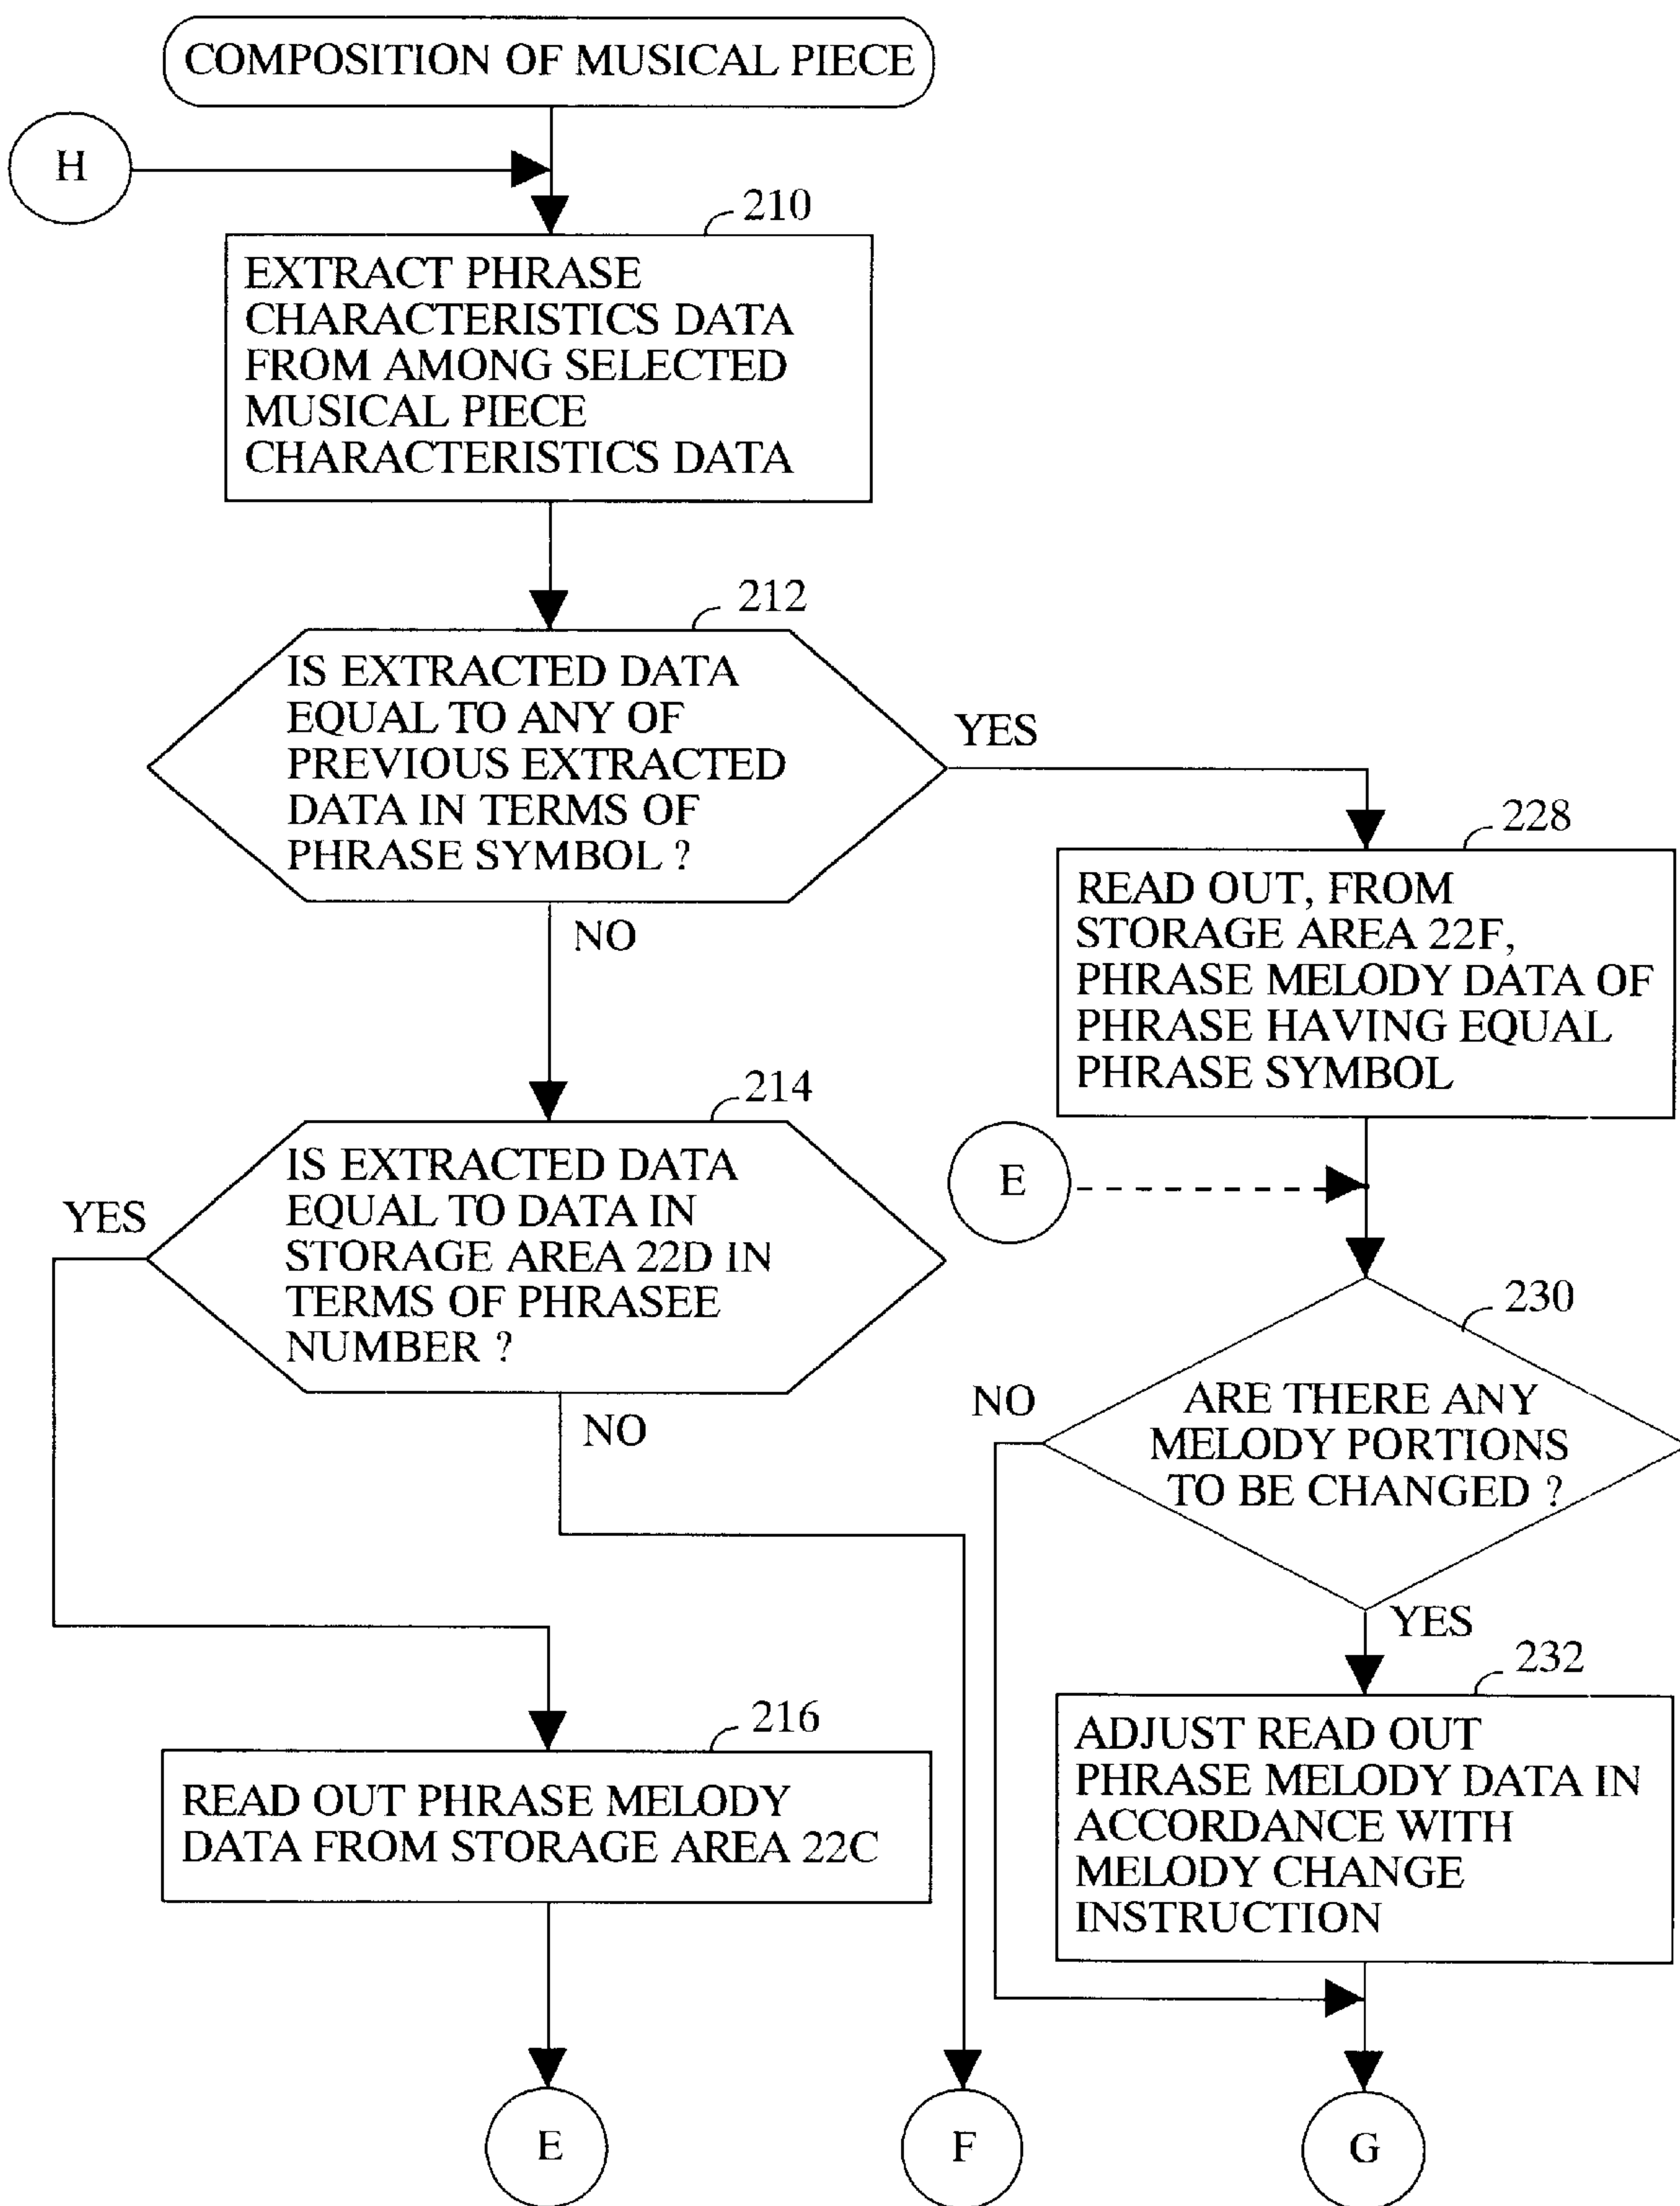 COMPOSITION OF MUSICAL PIECE
H
210
EXTRACT PHRASE
CHARACTERISTICS DATA
FROM AMONG SELECTED
MUSICAL PIECE
CHARACTERISTICS DATA
212
IS EXTRACTED DATA
EQUAL TO ANY OF
PREVIOUS EXTRACTED
DATA IN TERMS OF
PHRASE SYMBOL ?
YES
NO
228
READ OUT, FROM
STORAGE AREA 22F,
PHRASE MELODY DATA OF
PHRASE HAVING EQUAL
PHRASE SYMBOL
E
214
IS EXTRACTED DATA
EQUAL TO DATA IN
STORAGE AREA 22D IN
TERMS OF PHRASEE
NUMBER ?
YES
NO
230
ARE THERE ANY
MELODY PORTIONS
TO BE CHANGED ?
NO
YES
232
ADJUST READ OUT
PHRASE MELODY DATA IN
ACCORDANCE WITH
MELODY CHANGE
INSTRUCTION
216
READ OUT PHRASE MELODY
DATA FROM STORAGE AREA 22C
E
F
G